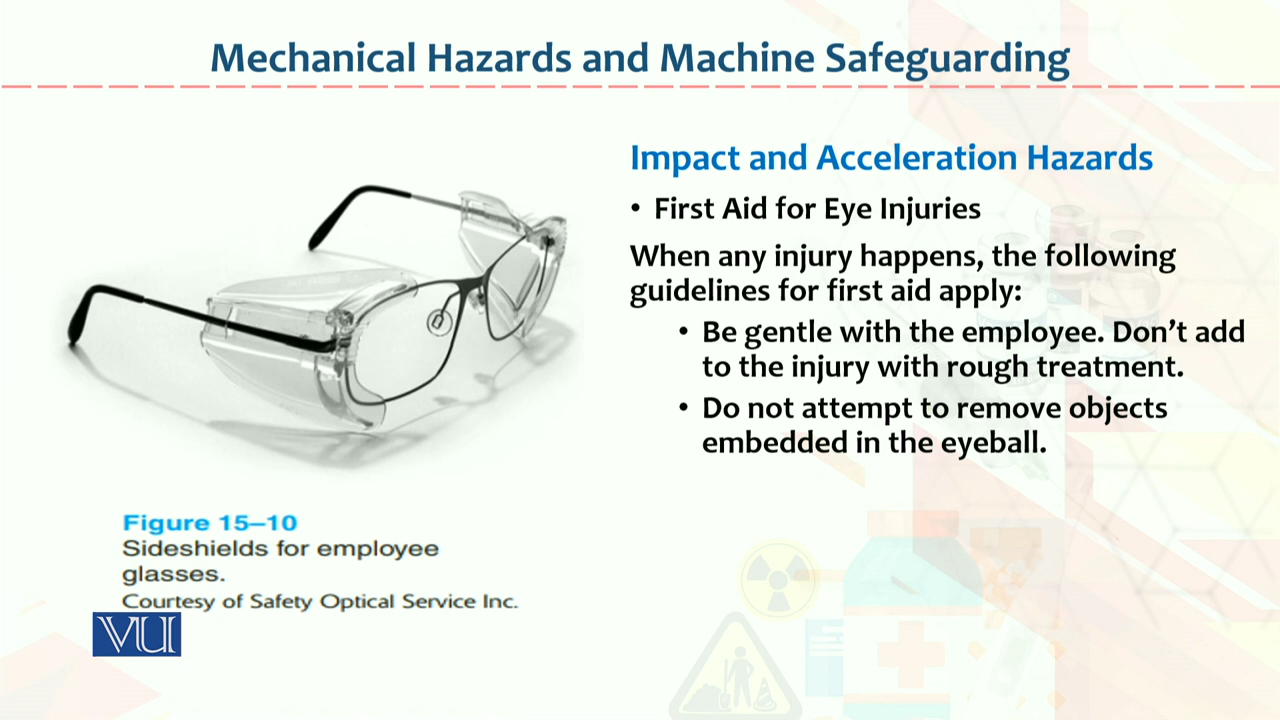 Mechanical Hazards and Machine Safeguarding
Impact and Acceleration Hazards
• First Aid for Eye Injuries
When any injury happens, the following
guidelines for first aid apply:
• Be gentle with the employee. Don’t add
to the injury with rough treatment.
• Do not attempt to remove objects
embedded in the eyeball.
Figure 15–10
Sideshields for employee
glasses.
Courtesy of Safety Optical Service Inc.
VU